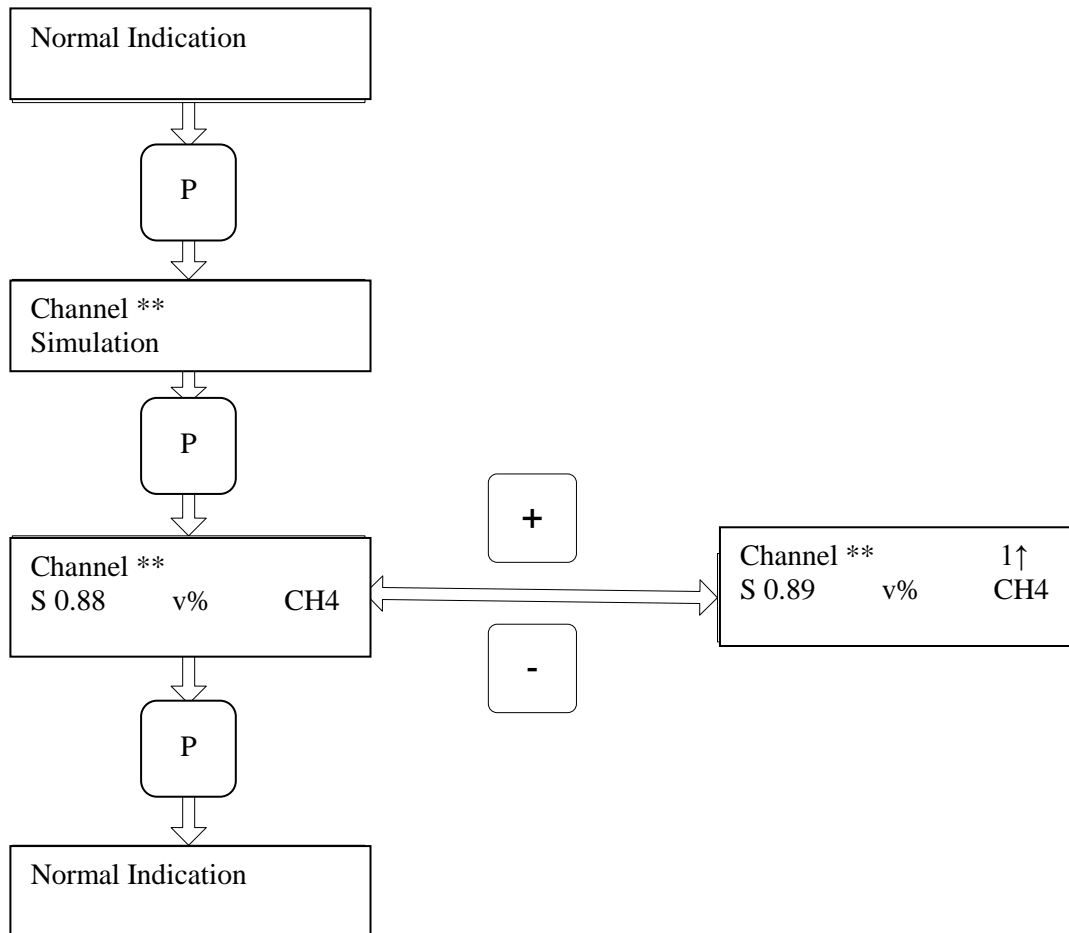 Normal Indication
P
Channel **
Simulation
P
+
Channel **
S 0.88 v% CH4
Channel ** 1↑
S 0.89 v% CH4
-
P
Normal Indication